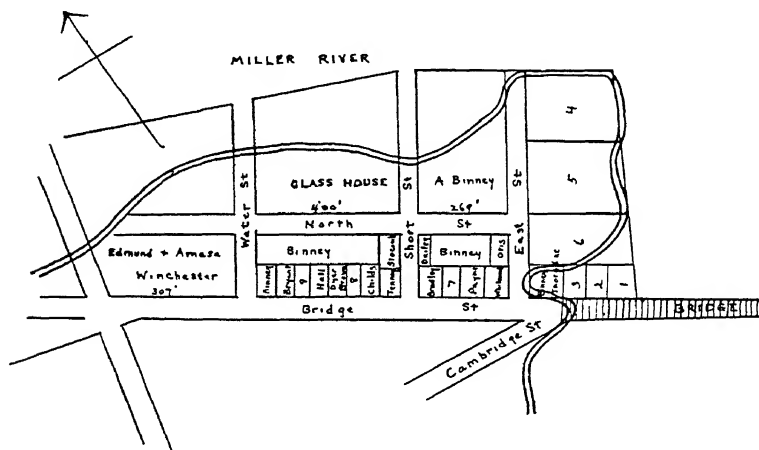 MILLER RIVER
4
Water St
GLASS HOUSE
400'
Short St
A Binney
269'
East St
5
North St
Edmund + Amasa
Winchester
307'
Binney
Binney
Orris
6
Bryant
9
Hall
Dyer
8
Childs
Bradley
7
Payne
3
2
1
Bridge St
BRIDGE
Cambridge St